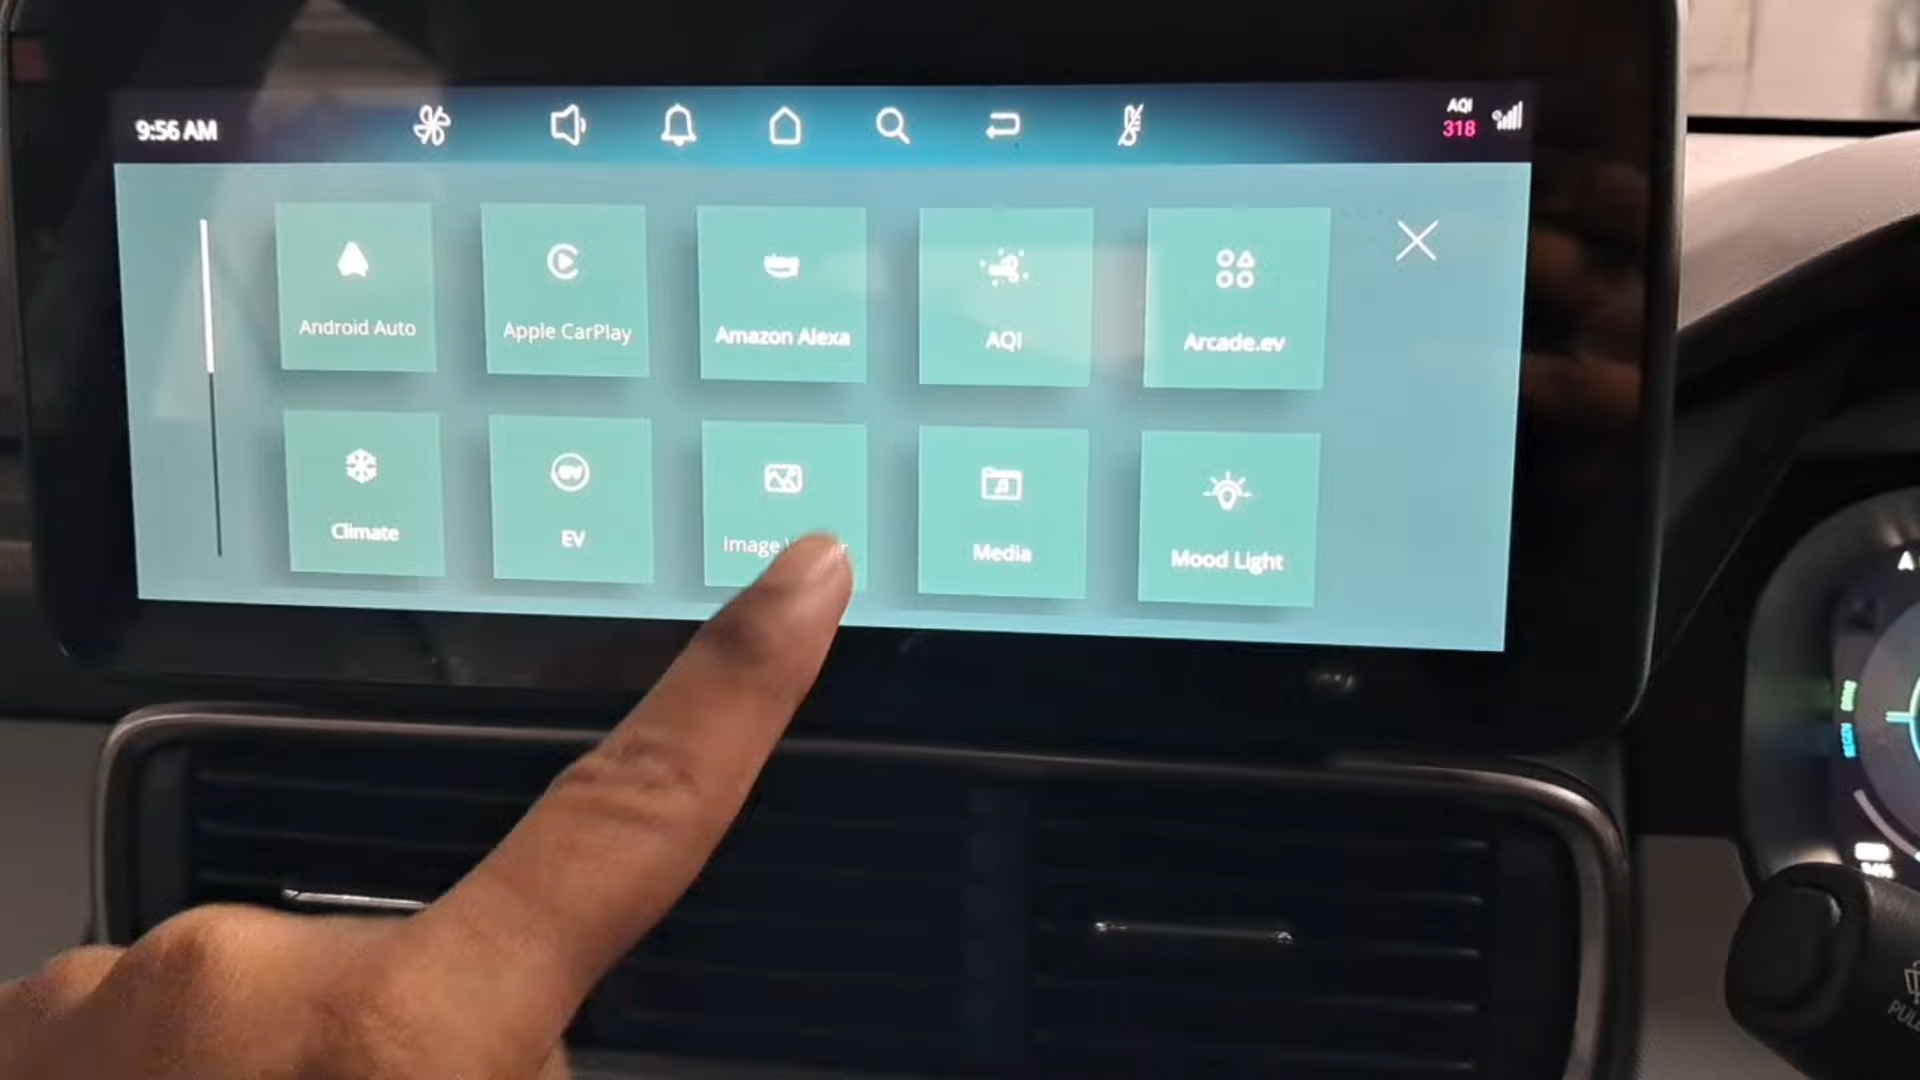 9:56 AM
AQI
318
Android Auto
Apple CarPlay
Amazon Alexa
AQI
Arcade.ev
Climate
EV
EV
Image
Media
Mood Light